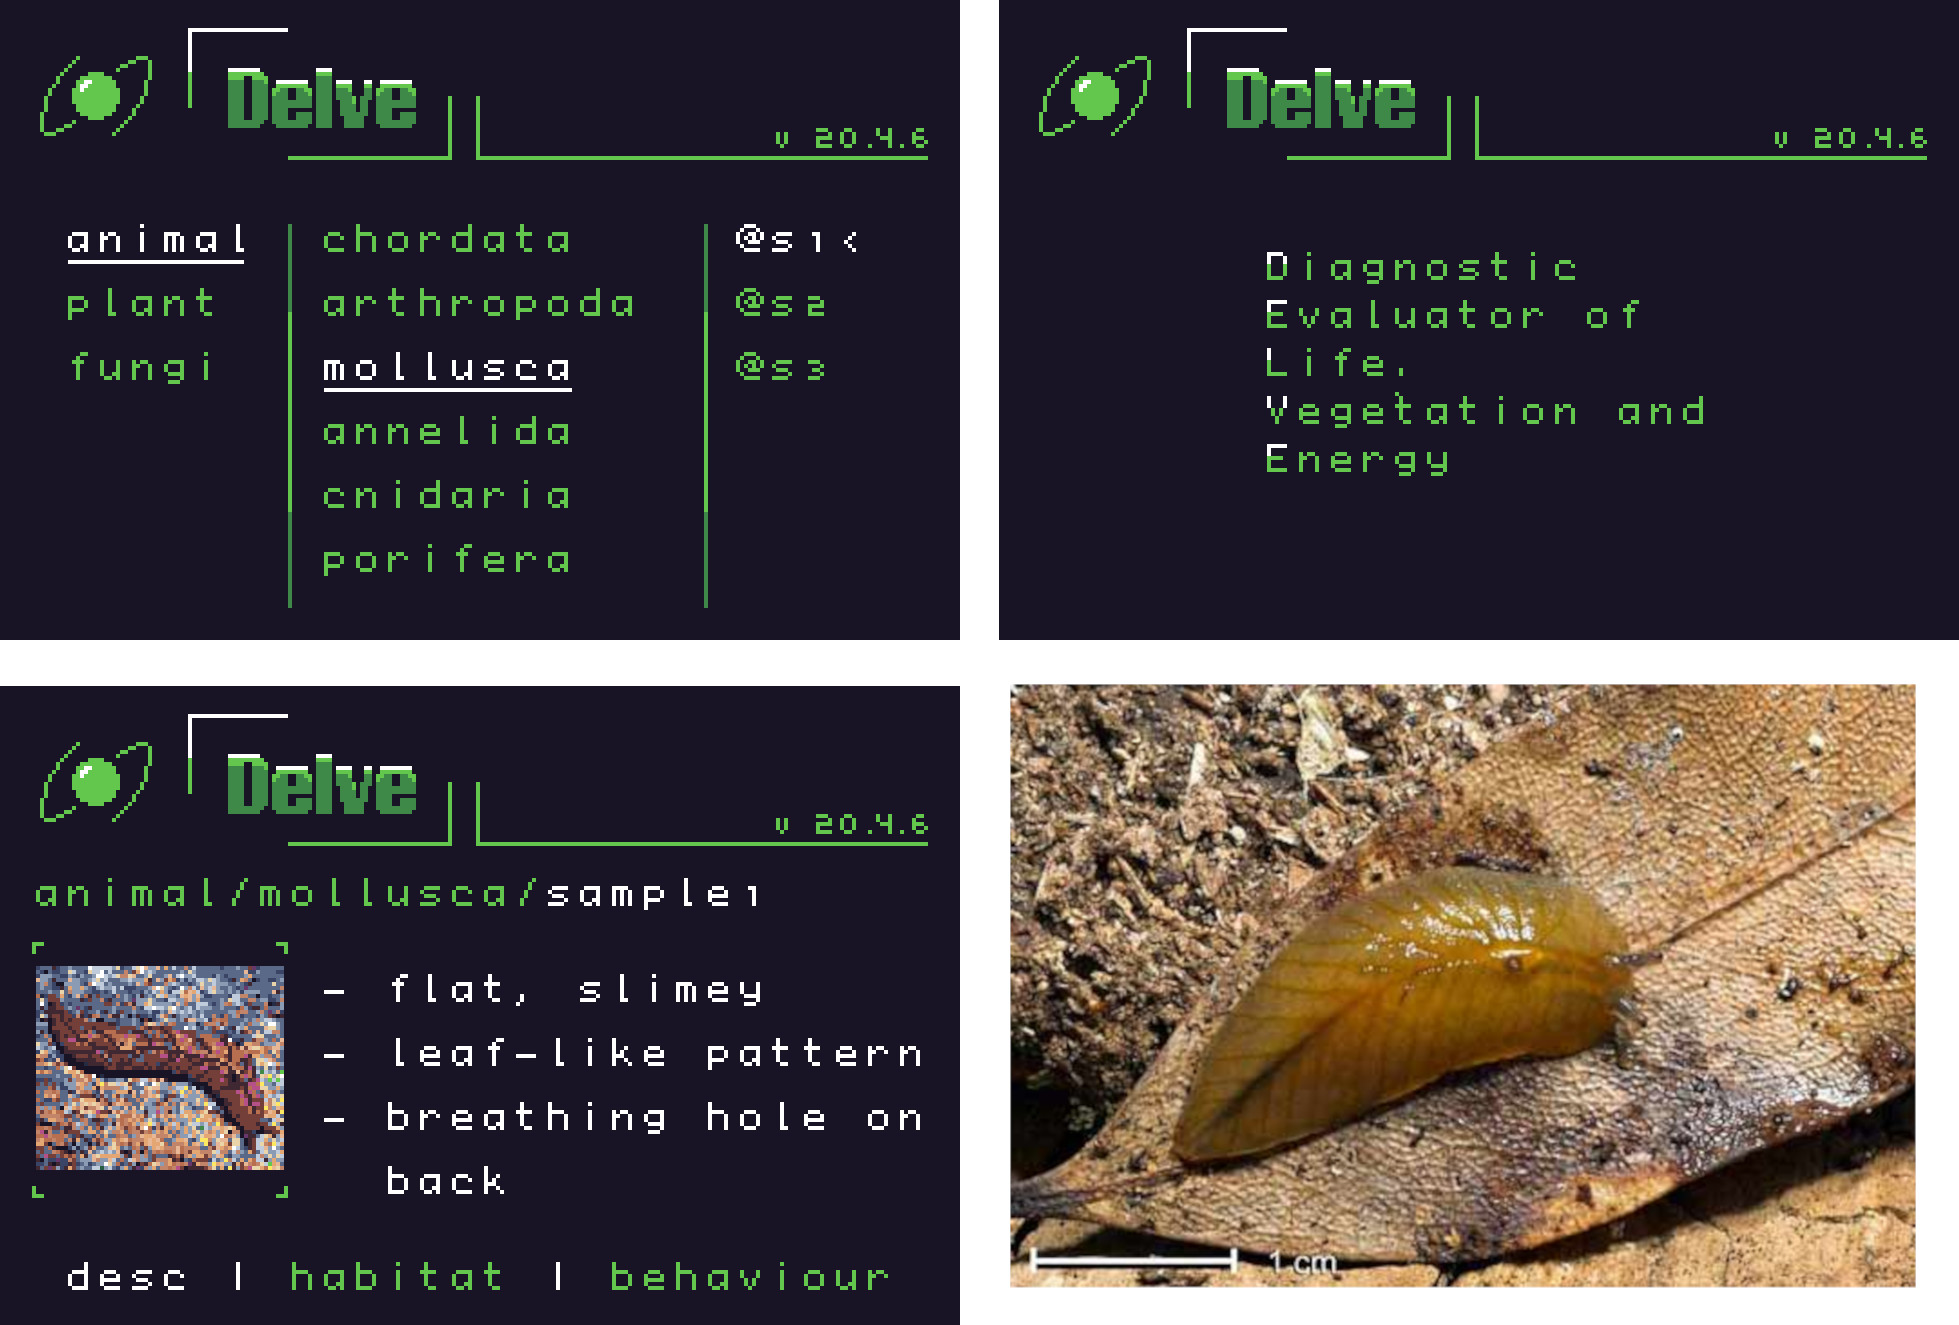 Delve
v 20.4.6
animal
plant
fungi
chordata
arthropoda
mollusca
annelida
cnidaria
porifera
@s1<
@s2
@s3
Delve
v 20.4.6
Diagnostic
Evaluator of
Life,
Vegetation and
Energy
Delve
v 20.4.6
animal/mollusca/sample1
- flat, slimey
- leaf-like pattern
- breathing hole on
back
desc | habitat | behaviour
1 cm